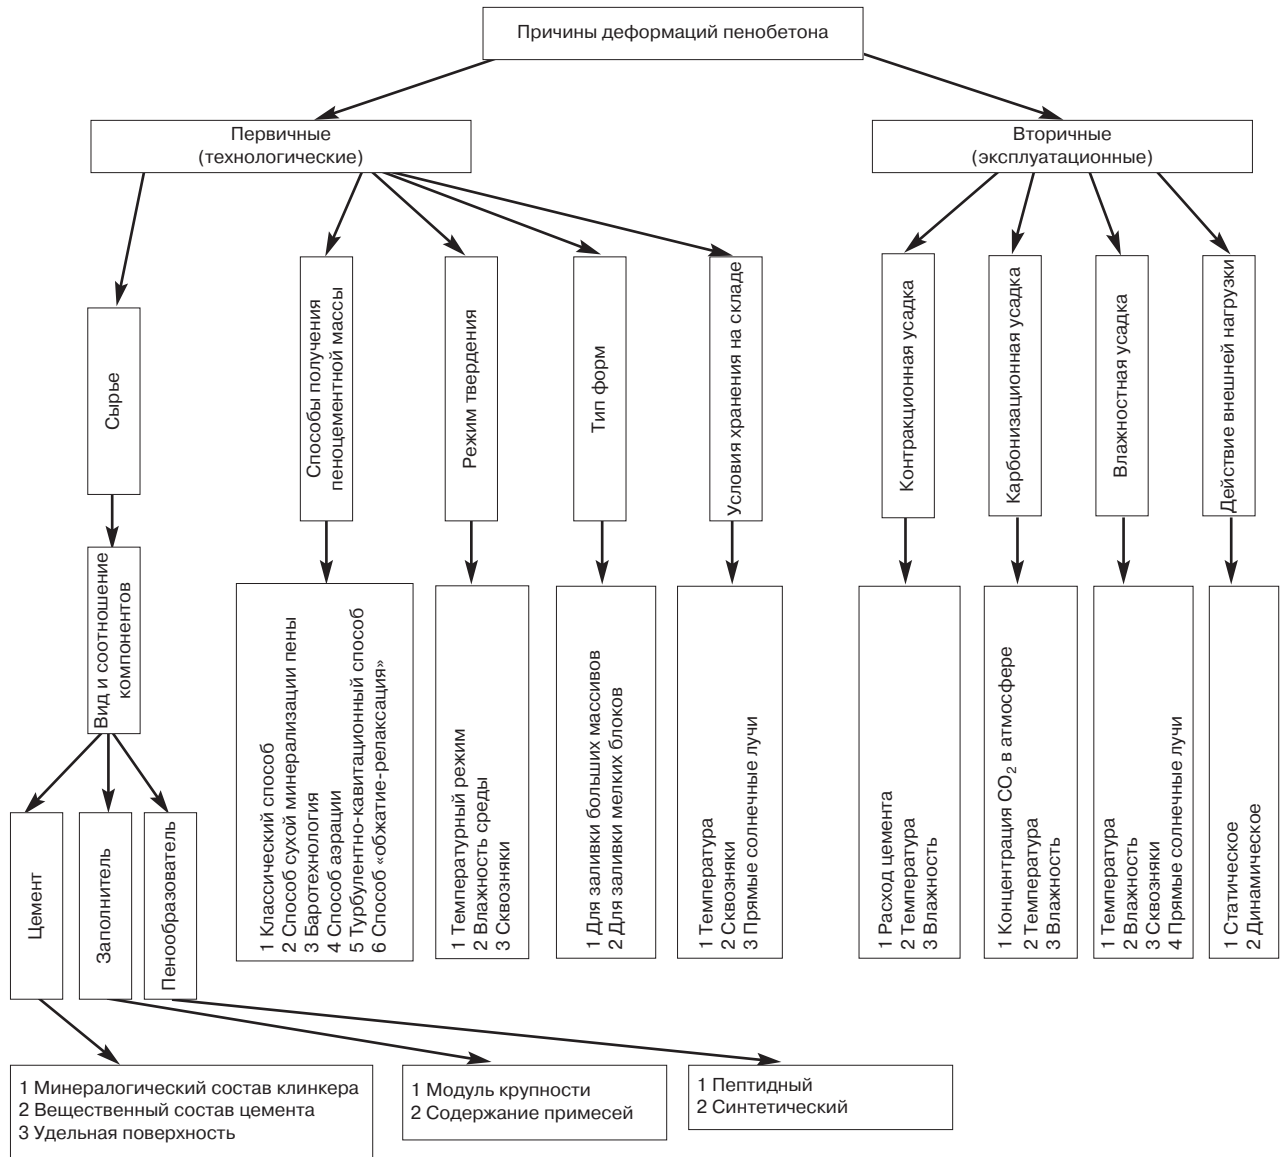 Причины деформаций пенобетона
Первичные
(технологические)
Вторичные
(эксплуатационные)
Сырье
Способы получения
пеноцементной массы
Режим твердения
Тип форм
Условия хранения на складе
Контракционная усадка
Карбонизационная усадка
Влажностная усадка
Действие внешней нагрузки
Вид и соотношение
компонентов
1 Классический способ
2 Способ сухой минерализации пены
3 Баротехнология
4 Способ аэрации
5 Турбулентно-кавитационный способ
6 Способ «обжатие-релаксация»
1 Температурный режим
2 Влажность среды
3 Сквозняки
1 Для заливки больших массивов
2 Для заливки мелких блоков
1 Температура
2 Сквозняки
3 Прямые солнечные лучи
1 Расход цемента
2 Температура
3 Влажность
1 Концентрация CO₂ в атмосфере
2 Температура
3 Влажность
1 Температура
2 Влажность
3 Сквозняки
4 Прямые солнечные лучи
1 Статическое
2 Динамическое
Цемент
Заполнитель
Пенообразователь
1 Минералогический состав клинкера
2 Вещественный состав цемента
3 Удельная поверхность
1 Модуль крупности
2 Содержание примесей
1 Пептидный
2 Синтетический